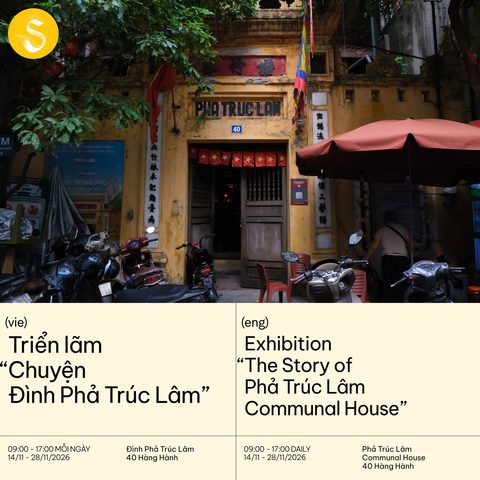 PHẢ TRÚC LÂM
40
TRIỂN LÃM
(vie)
Triển lãm
“Chuyện
Đình Phả Trúc Lâm”
09:00 - 17:00 MỖI NGÀY
14/11 - 28/11/2026
Đình Phả Trúc Lâm
40 Hàng Hành
(eng)
Exhibition
“The Story of
Phả Trúc Lâm
Communal House”
09:00 - 17:00 DAILY
14/11 - 28/11/2026
Phả Trúc Lâm
Communal House
40 Hàng Hành